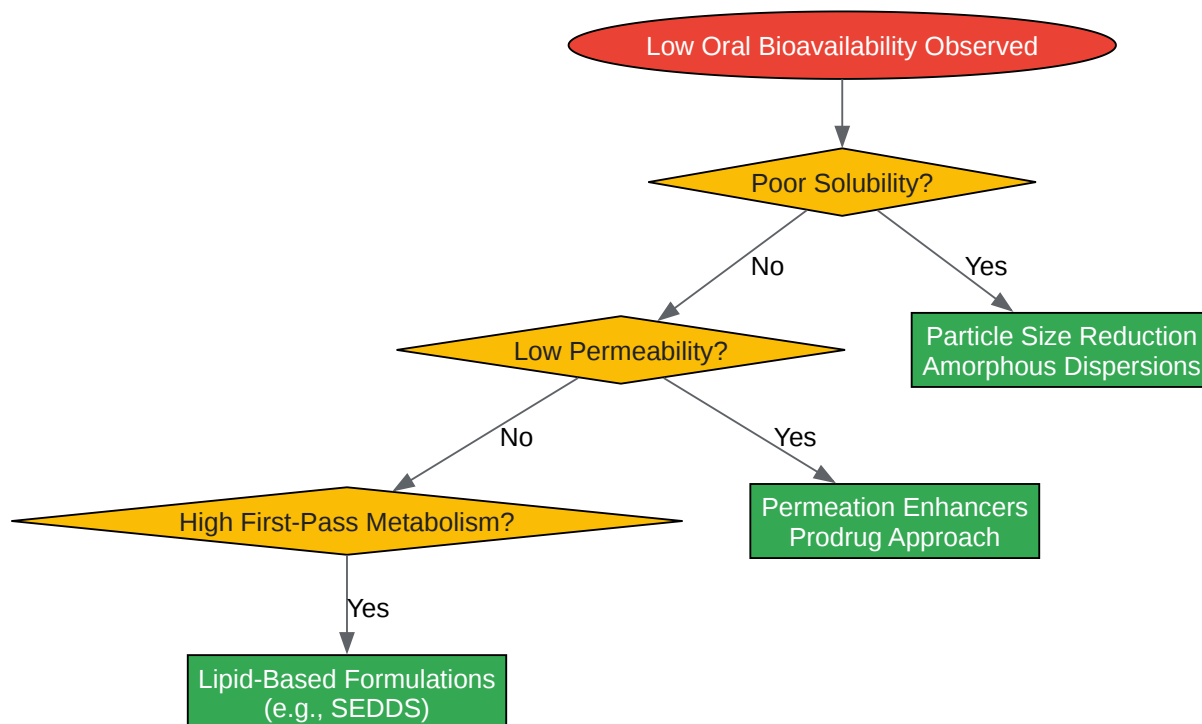 Low Oral Bioavailability Observed
Poor Solubility?
No
Yes
Particle Size Reduction
Amorphous Dispersions
Low Permeability?
No
Yes
Permeation Enhancers
Prodrug Approach
High First-Pass Metabolism?
Yes
Lipid-Based Formulations
(e.g., SEDDS)